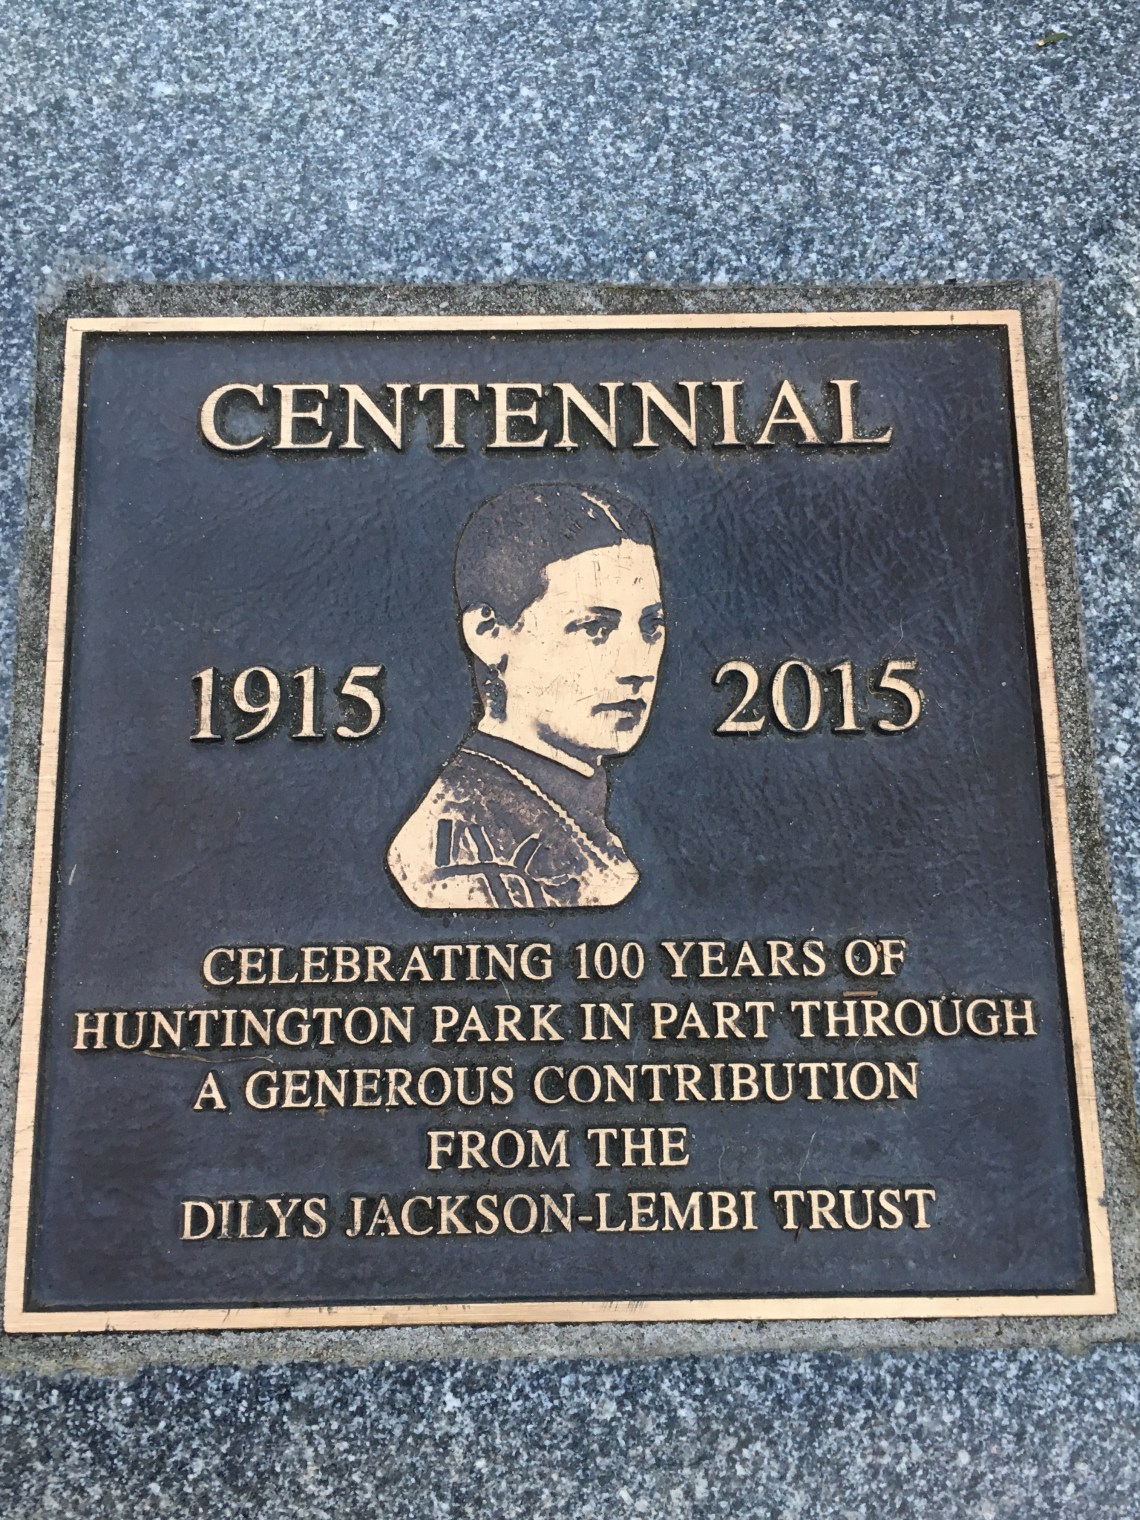 CENTENNIAL
1915 2015
CELEBRATING 100 YEARS OF
HUNTINGTON PARK IN PART THROUGH
A GENEROUS CONTRIBUTION
FROM THE
DILYS JACKSON-LEMBI TRUST